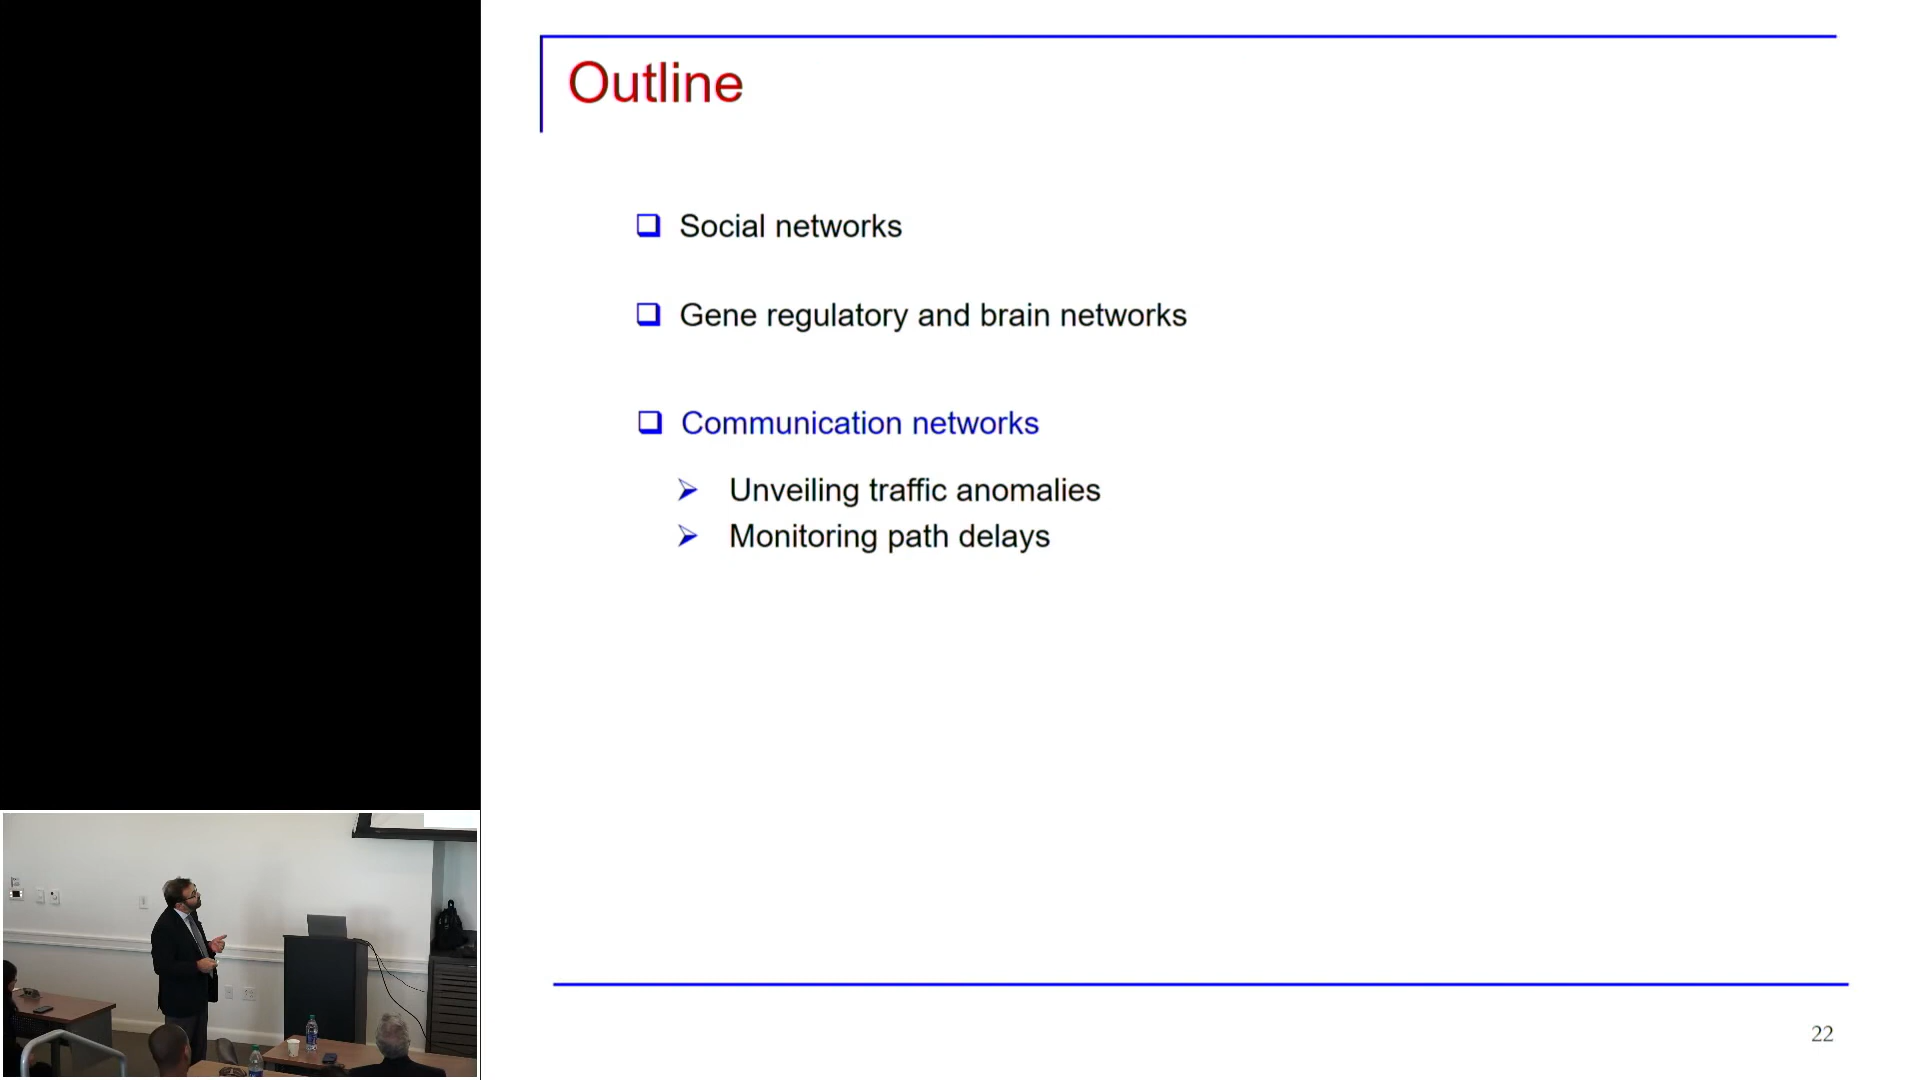 Outline
Social networks
Gene regulatory and brain networks
Communication networks
Unveiling traffic anomalies
Monitoring path delays
22